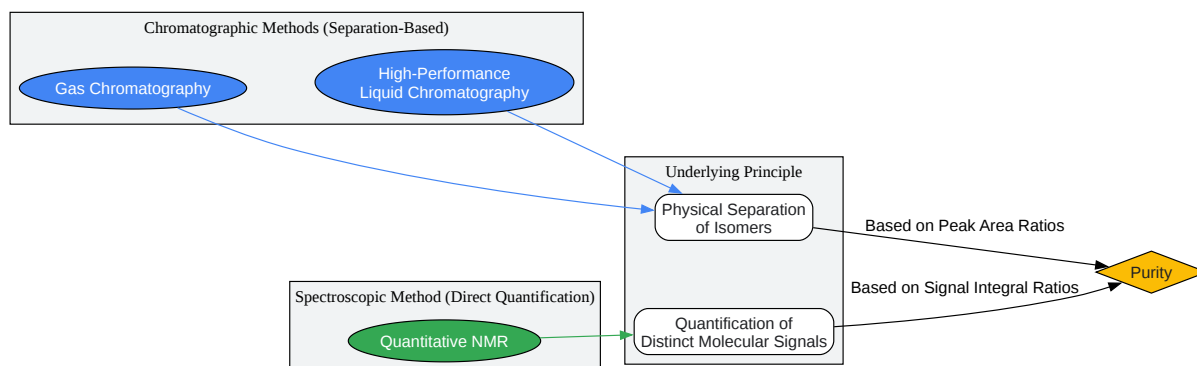 Chromatographic Methods (Separation-Based)
Gas Chromatography
High-Performance
Liquid Chromatography
Underlying Principle
Physical Separation
of Isomers
Based on Peak Area Ratios
Purity
Based on Signal Integral Ratios
Spectroscopic Method (Direct Quantification)
Quantitative NMR
Quantification of
Distinct Molecular Signals